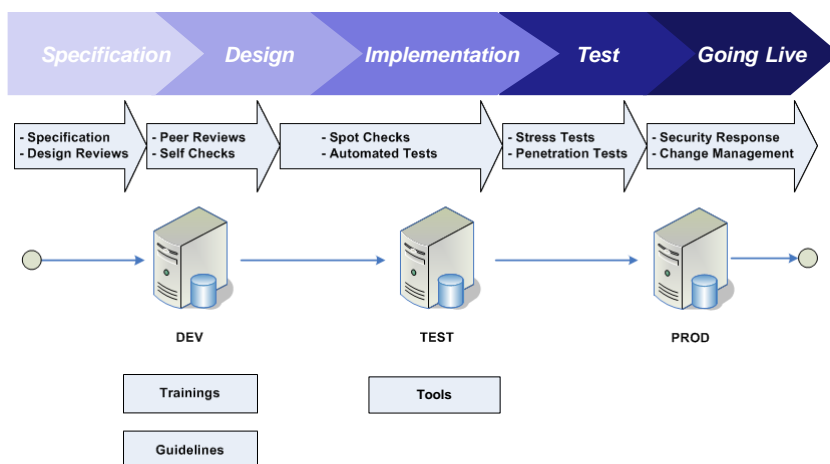 Specification
Design
Implementation
Test
Going Live
- Specification
- Design Reviews
- Peer Reviews
- Self Checks
- Spot Checks
- Automated Tests
- Stress Tests
- Penetration Tests
- Security Response
- Change Management
DEV
TEST
PROD
Trainings
Tools
Guidelines